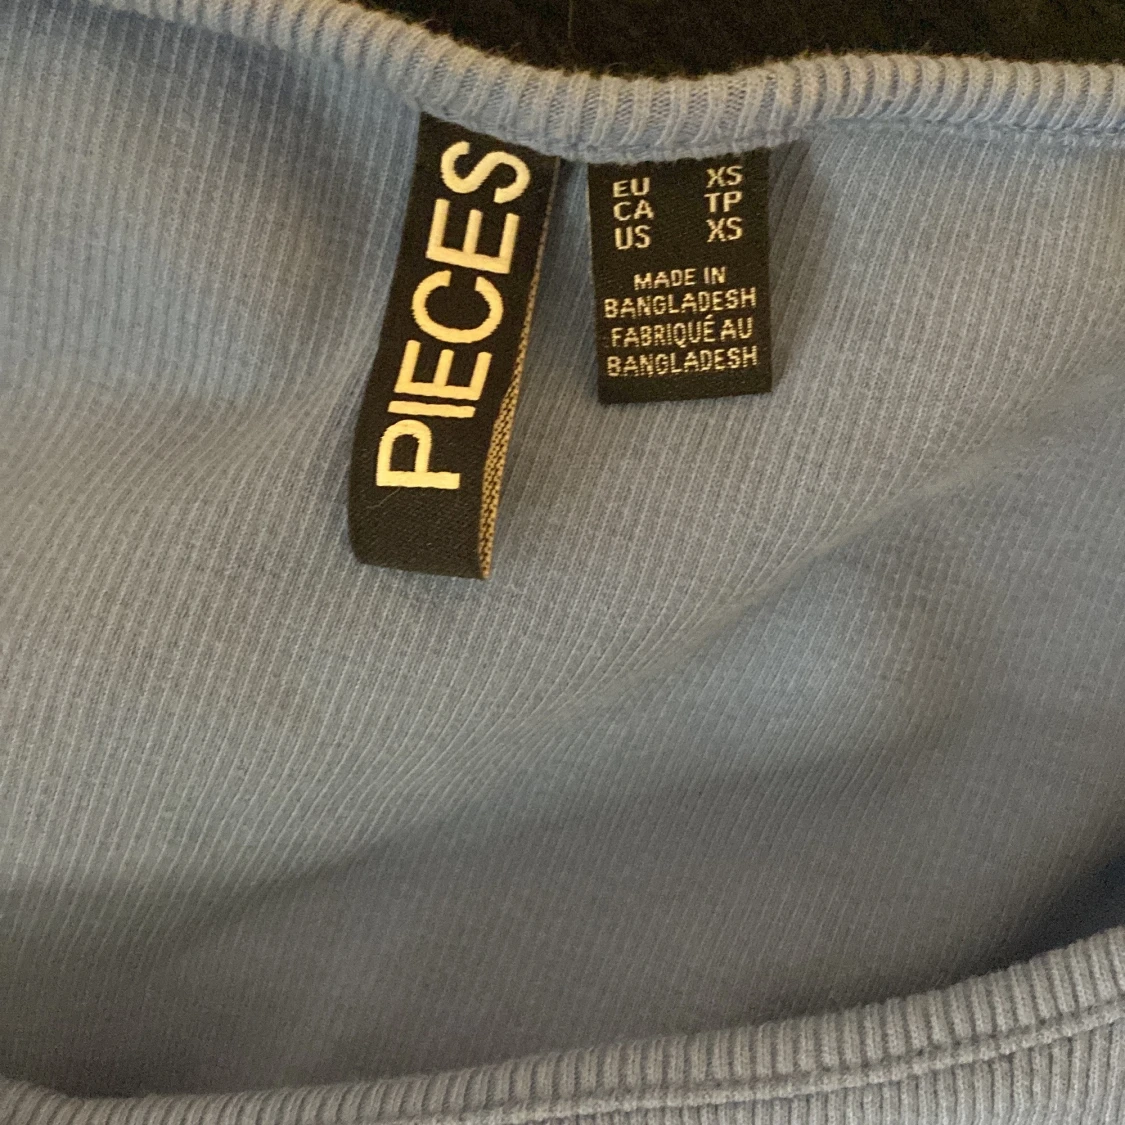 PIECES
EU XS
CA TP
US XS
MADE IN
BANGLADESH
FABRIQUÉ AU
BANGLADESH